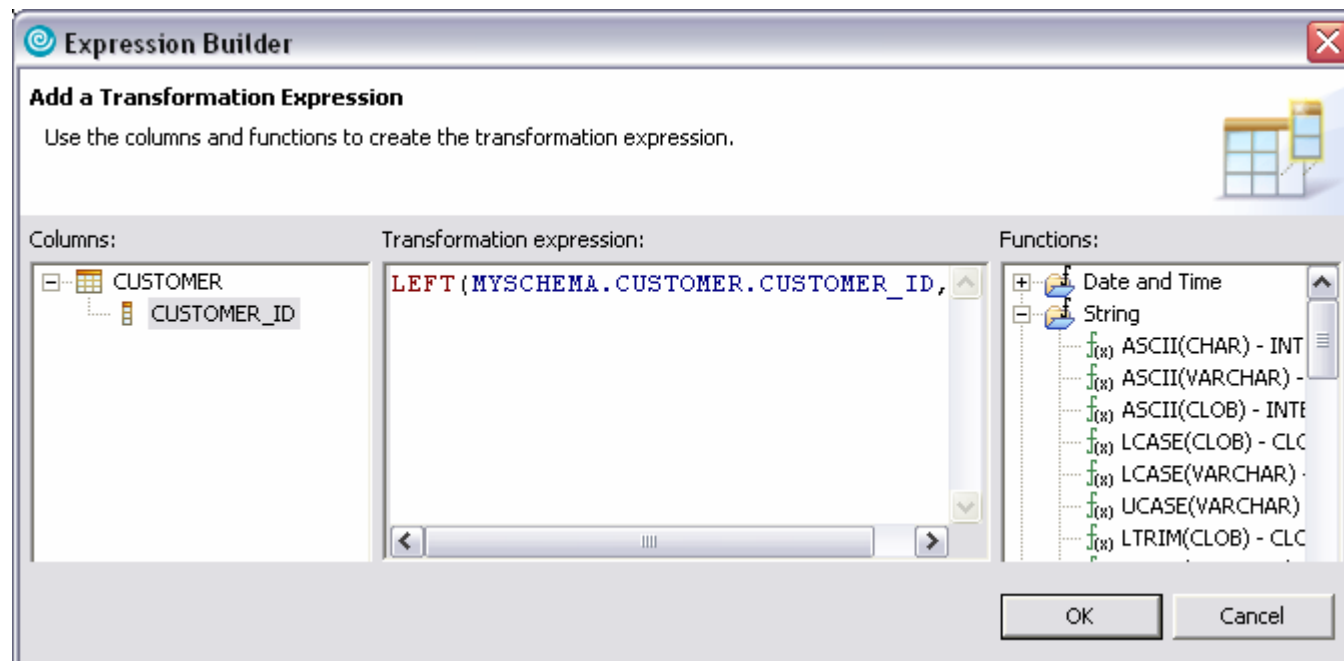 Expression Builder
Add a Transformation Expression
Use the columns and functions to create the transformation expression.
Columns:
CUSTOMER
CUSTOMER_ID
Transformation expression:
LEFT(MYSCHEMA.CUSTOMER.CUSTOMER_ID,
Functions:
Date and Time
String
f(x) ASCII(CHAR) - INT
f(x) ASCII(VARCHAR) -
f(x) ASCII(CLOB) - INTE
f(x) LCASE(CLOB) - CLO
f(x) LCASE(VARCHAR) -
f(x) UCASE(VARCHAR)
f(x) LTRIM(CLOB) - CLO
OK
Cancel